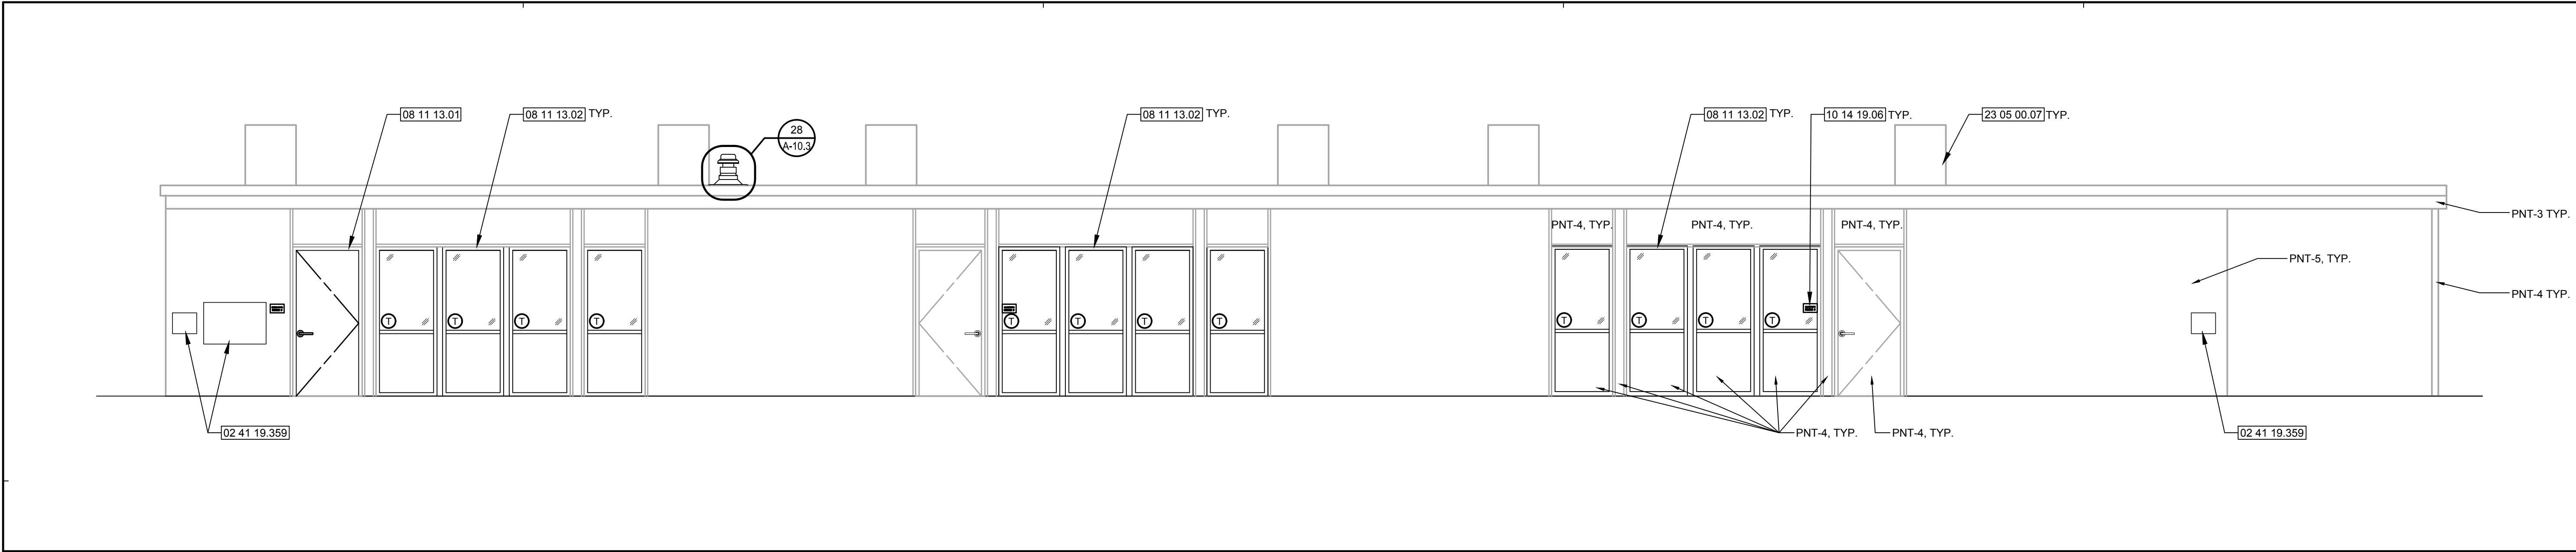 08 11 13.01
08 11 13.02 TYP.
28
A-10.3
08 11 13.02 TYP.
08 11 13.02 TYP.
10 14 19.06 TYP.
23 05 00.07 TYP.
PNT-4, TYP.
PNT-4, TYP.
PNT-4, TYP.
PNT-3 TYP.
PNT-5, TYP.
PNT-4 TYP.
T
T
T
T
T
T
T
T
T
T
T
T
02 41 19.359
PNT-4, TYP.
PNT-4, TYP.
02 41 19.359